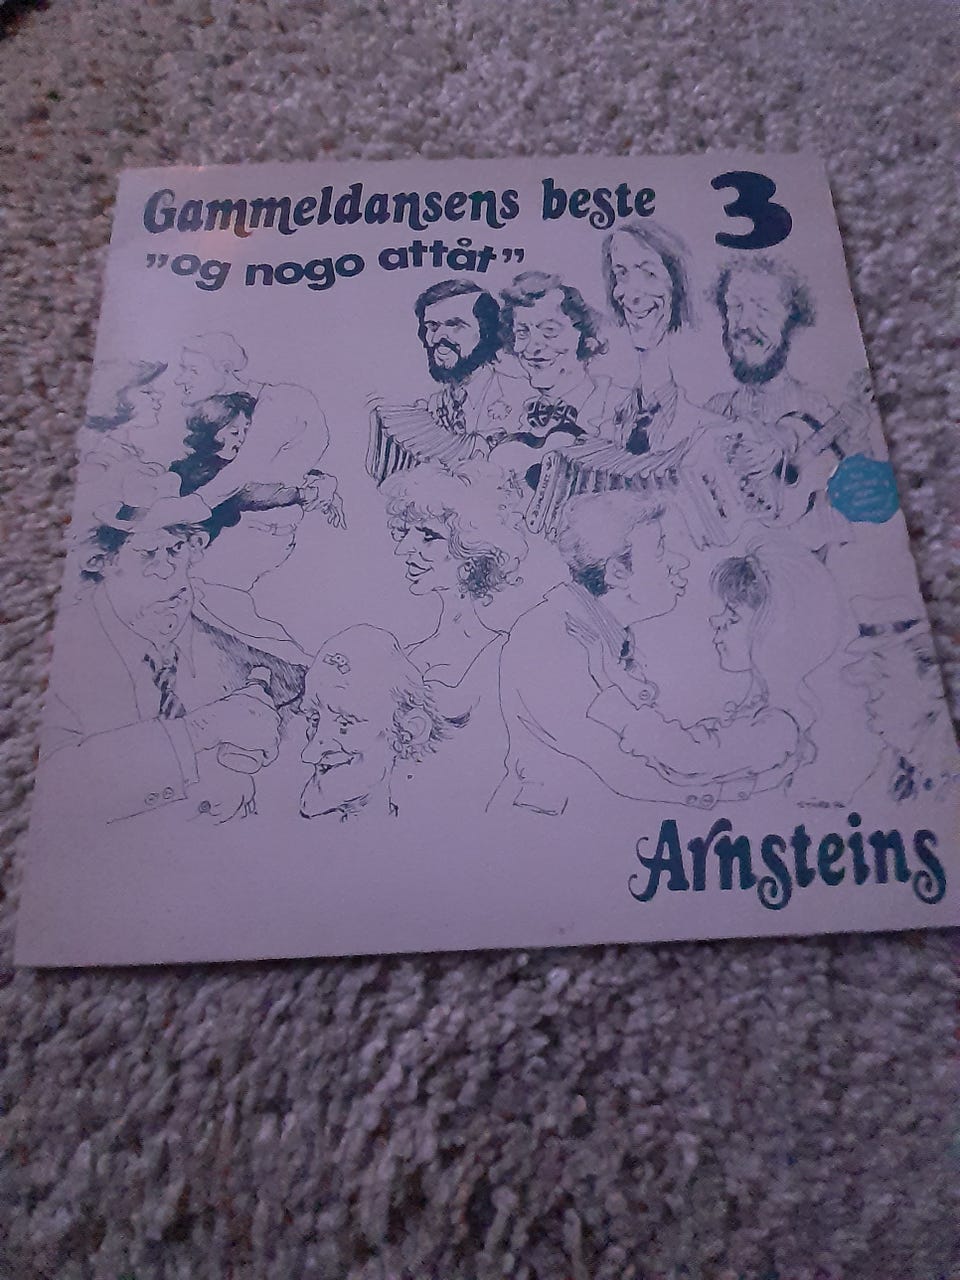 Gammeldansens beste 3
”og nogo attåt”
Arnsteins